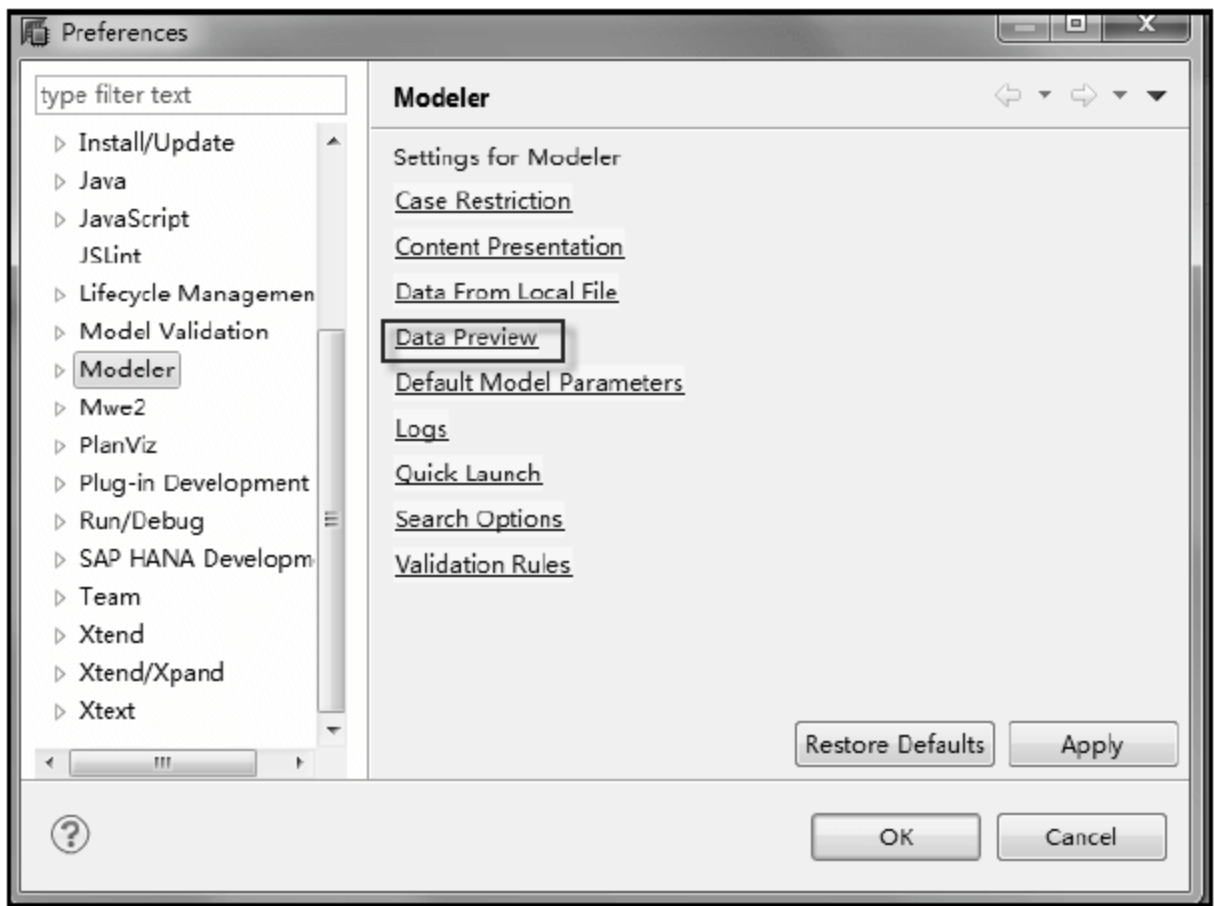 Preferences
type filter text
Install/Update
Java
JavaScript
JSLint
Lifecycle Managemen
Model Validation
Modeler
Mwe2
PlanViz
Plug-in Development
Run/Debug
SAP HANA Developm
Team
Xtend
Xtend/Xpand
Xtext
Modeler
Settings for Modeler
Case Restriction
Content Presentation
Data From Local File
Data Preview
Default Model Parameters
Logs
Quick Launch
Search Options
Validation Rules
Restore Defaults Apply
OK Cancel